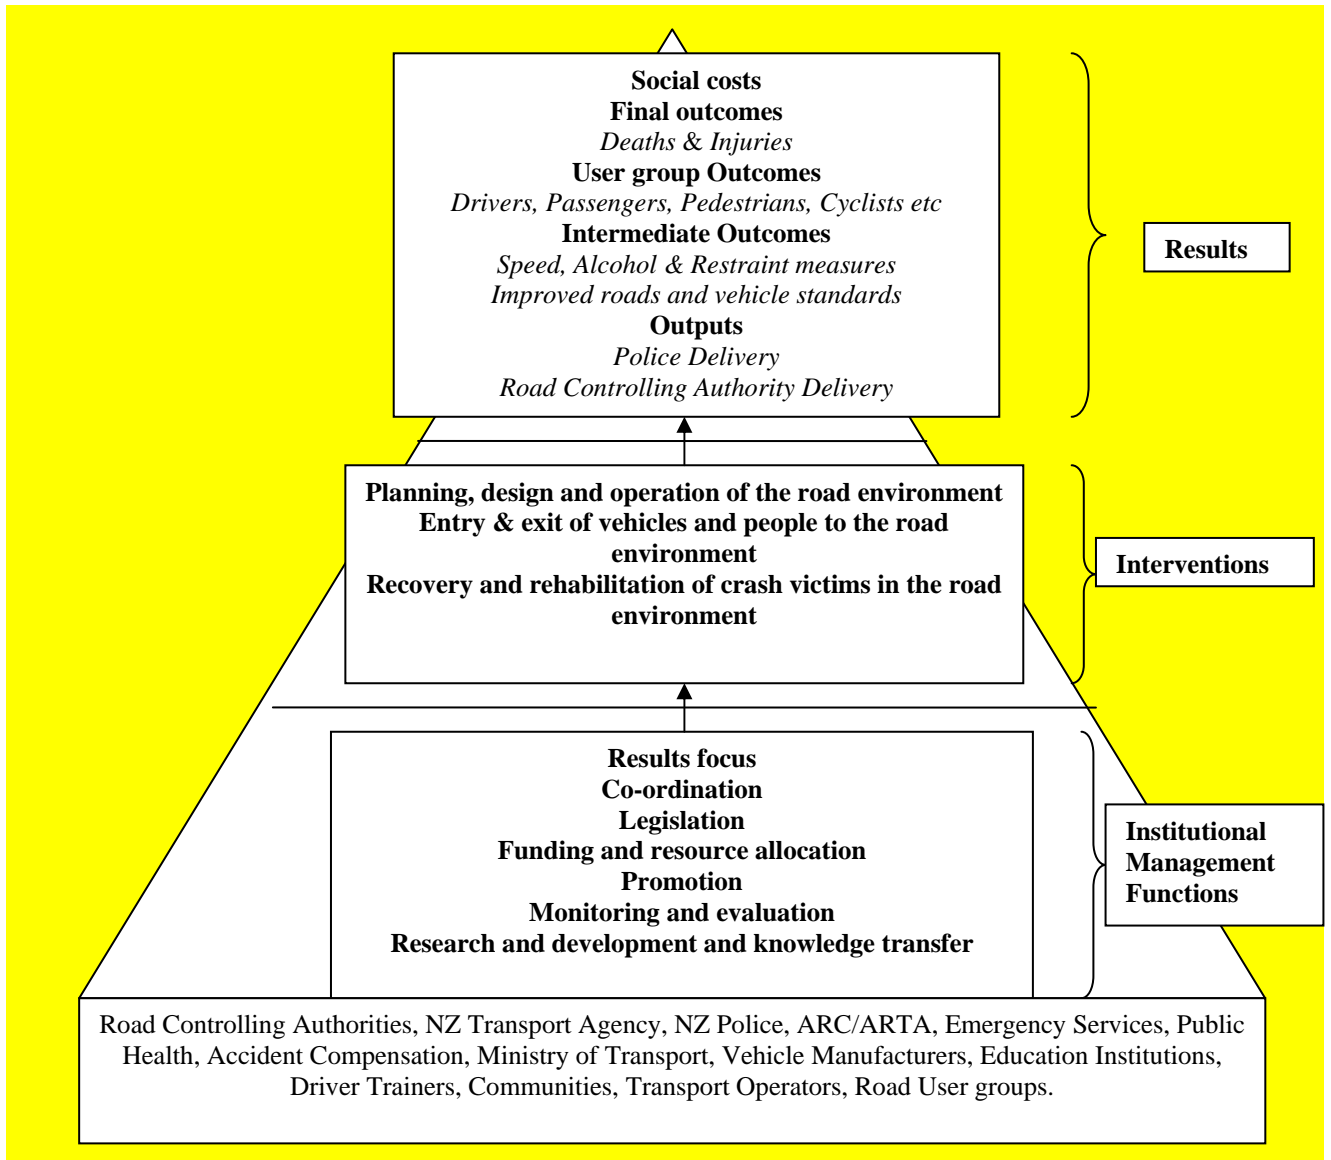 Social costs
Final outcomes
Deaths & Injuries
User group Outcomes
Drivers, Passengers, Pedestrians, Cyclists etc
Intermediate Outcomes
Speed, Alcohol & Restraint measures
Improved roads and vehicle standards
Outputs
Police Delivery
Road Controlling Authority Delivery
Results
Planning, design and operation of the road environment
Entry & exit of vehicles and people to the road
environment
Recovery and rehabilitation of crash victims in the road
environment
Interventions
Results focus
Co-ordination
Legislation
Funding and resource allocation
Promotion
Monitoring and evaluation
Research and development and knowledge transfer
Institutional
Management
Functions
Road Controlling Authorities, NZ Transport Agency, NZ Police, ARC/ARTA, Emergency Services, Public
Health, Accident Compensation, Ministry of Transport, Vehicle Manufacturers, Education Institutions,
Driver Trainers, Communities, Transport Operators, Road User groups.